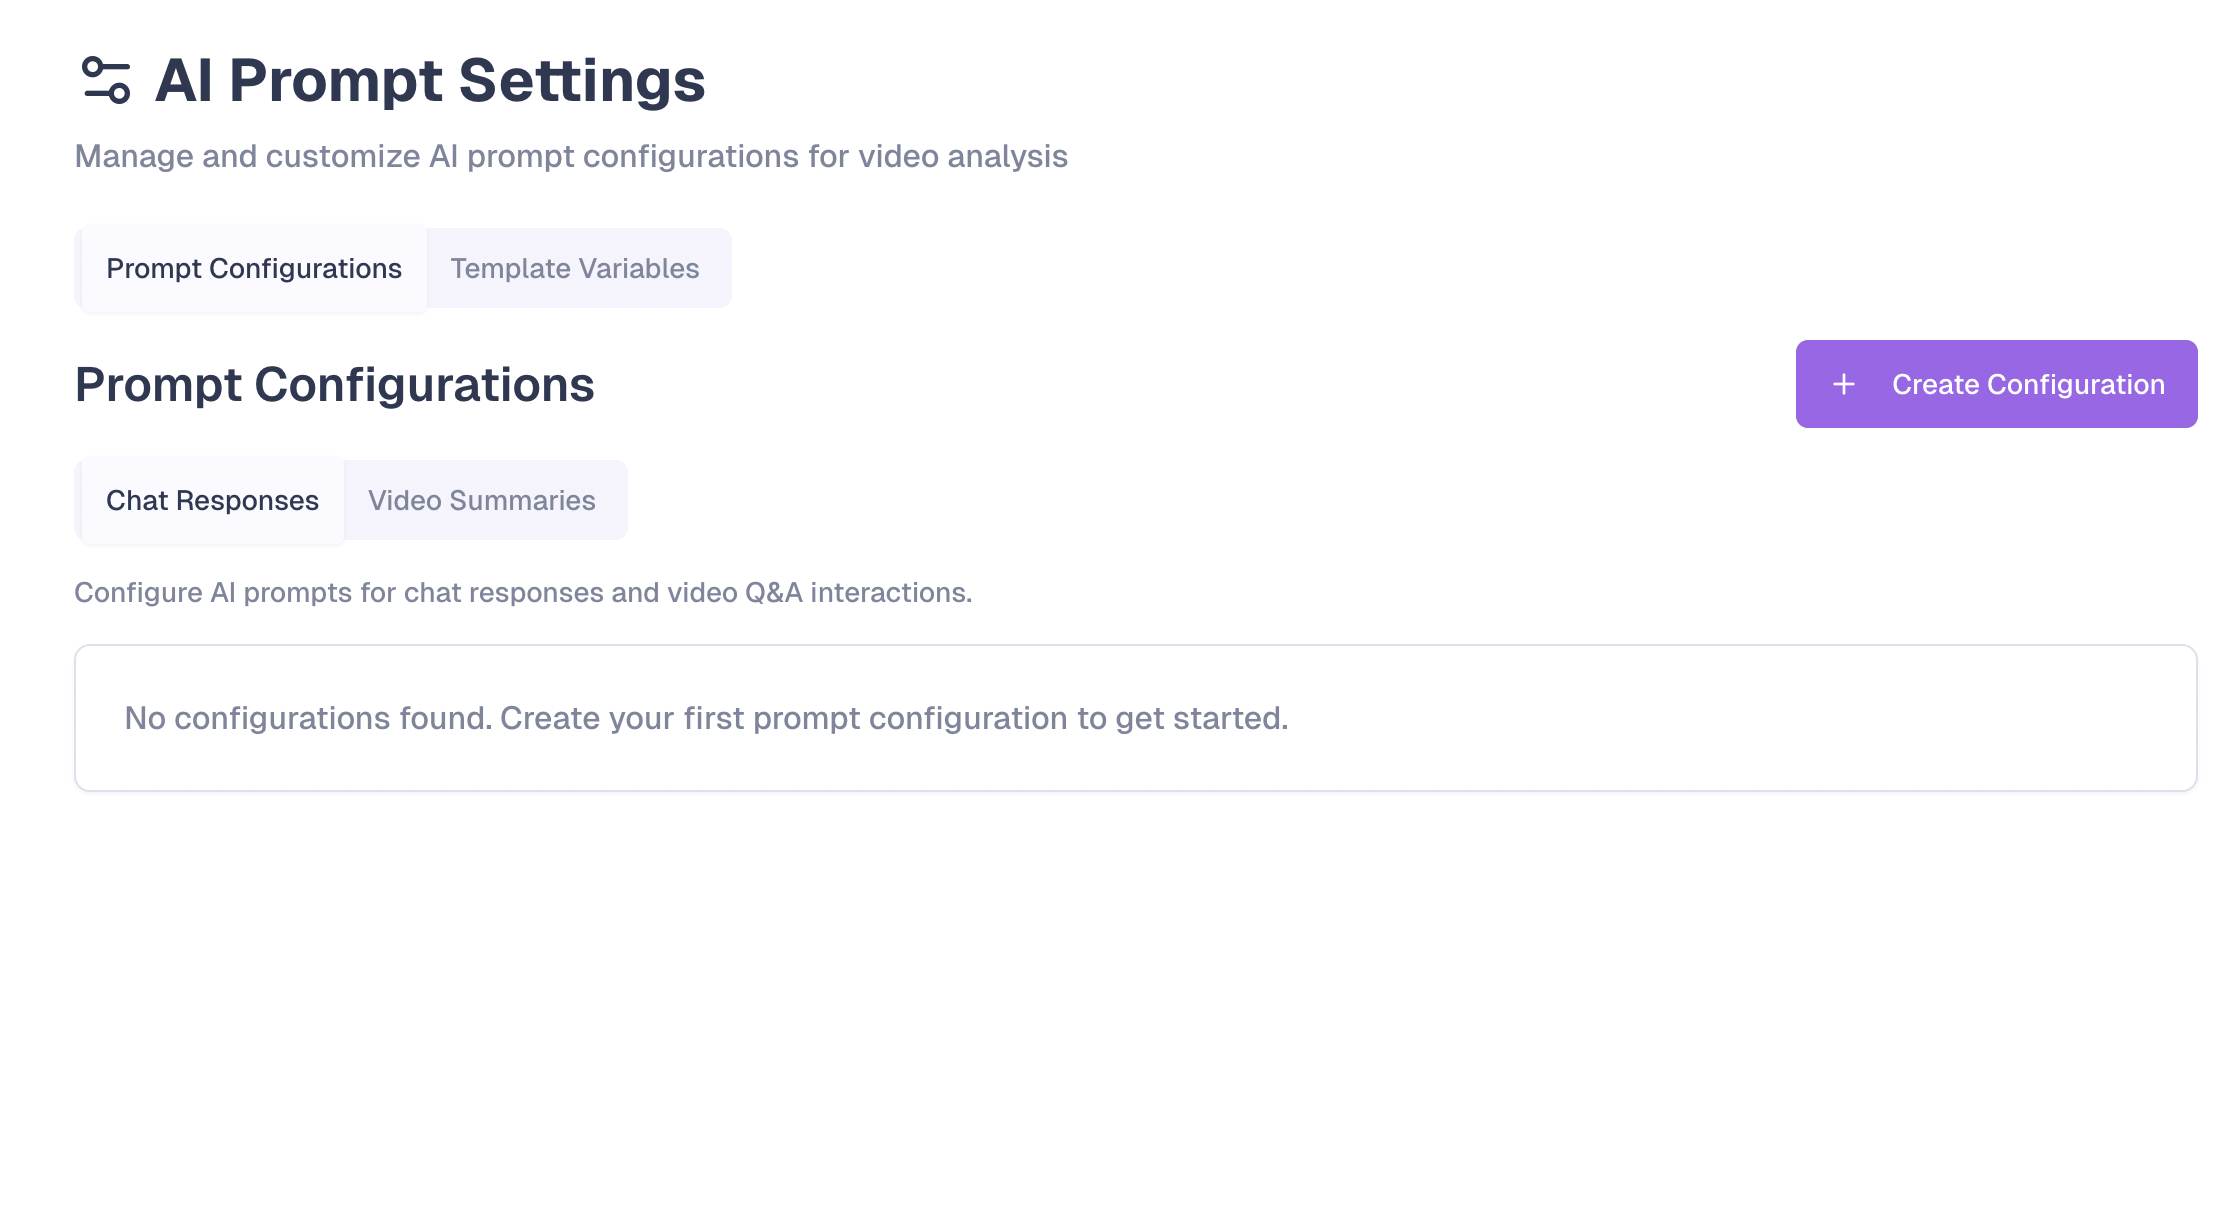 AI Prompt Settings
Manage and customize AI prompt configurations for video analysis
Prompt Configurations Template Variables
Prompt Configurations
Create Configuration
Chat Responses Video Summaries
Configure AI prompts for chat responses and video Q&A interactions.
No configurations found. Create your first prompt configuration to get started.